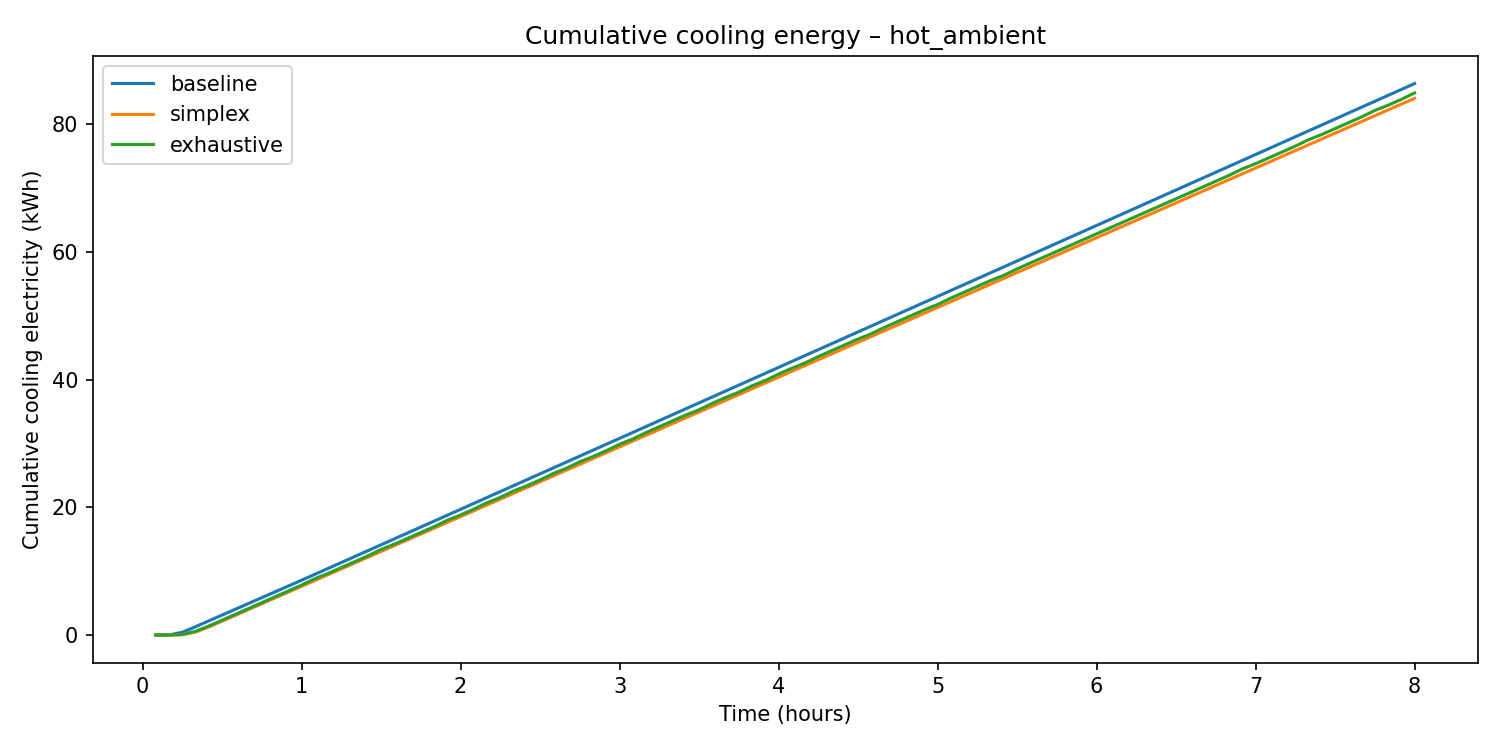 Cumulative cooling energy – hot_ambient
baseline
simplex
exhaustive
Cumulative cooling electricity (kWh)
80
60
40
20
0
0 1 2 3 4 5 6 7 8
Time (hours)